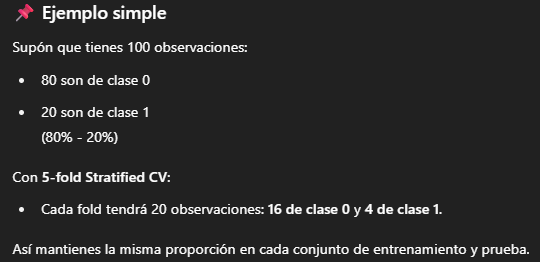 📌 Ejemplo simple
Supón que tienes 100 observaciones:
• 80 son de clase 0
• 20 son de clase 1
(80% - 20%)
Con 5-fold Stratified CV:
• Cada fold tendrá 20 observaciones: 16 de clase 0 y 4 de clase 1.
Así mantienes la misma proporción en cada conjunto de entrenamiento y prueba.